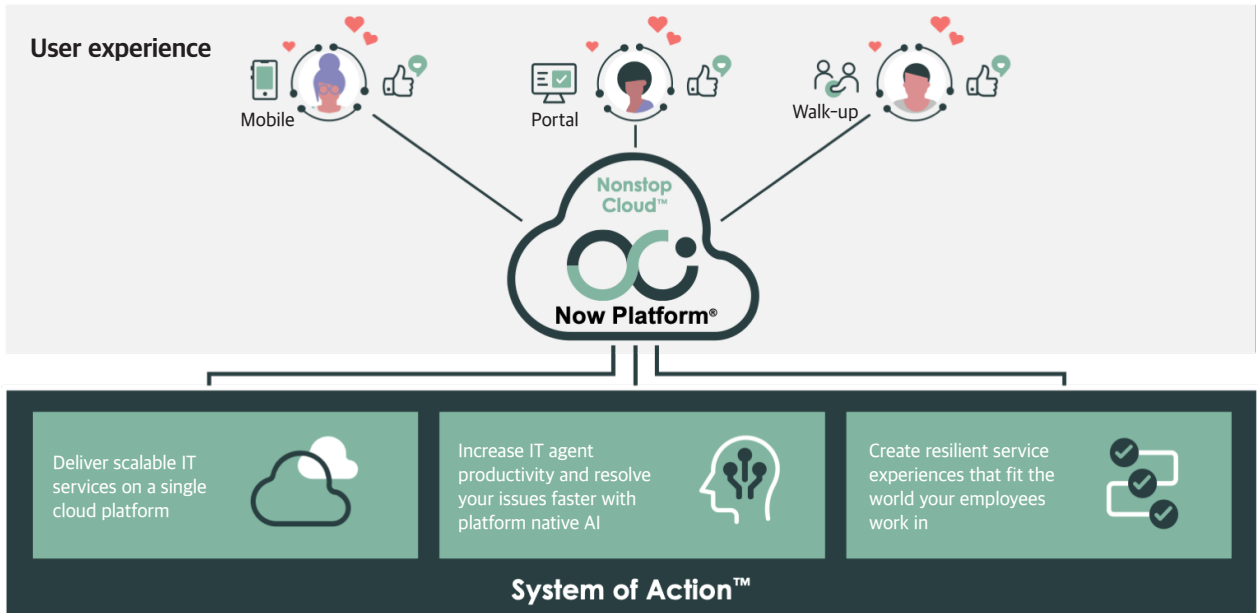 User experience
Mobile
Portal
Walk-up
Nonstop
Cloud™
Now Platform®
Deliver scalable IT
services on a single
cloud platform
Increase IT agent
productivity and resolve
your issues faster with
platform native AI
Create resilient service
experiences that fit the
world your employees
work in
System of Action™